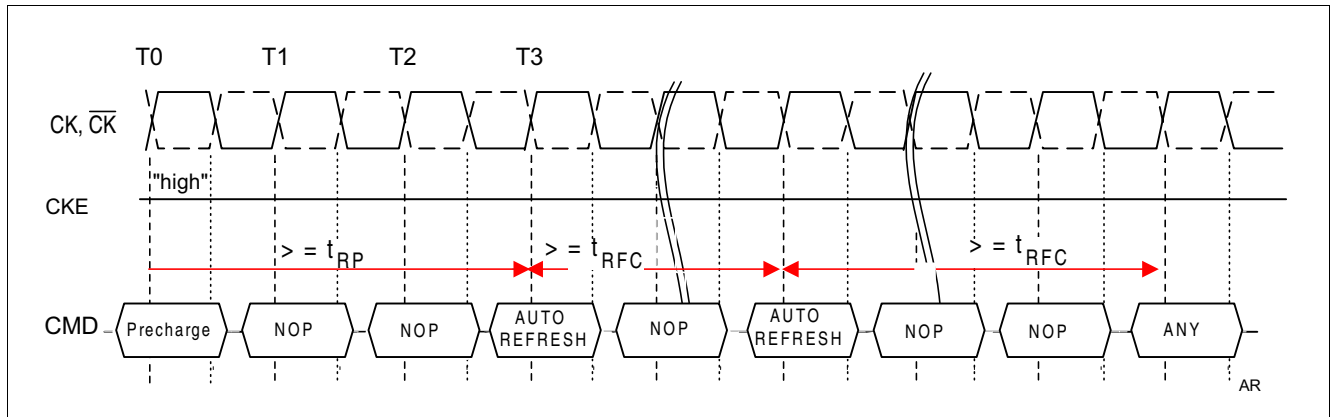 T0 T1 T2 T3
CK, C̅K̅
"high"
CKE
> = tRP > = tRFC > = tRFC
CMD Precharge NOP NOP AUTO REFRESH NOP AUTO REFRESH NOP NOP ANY
AR